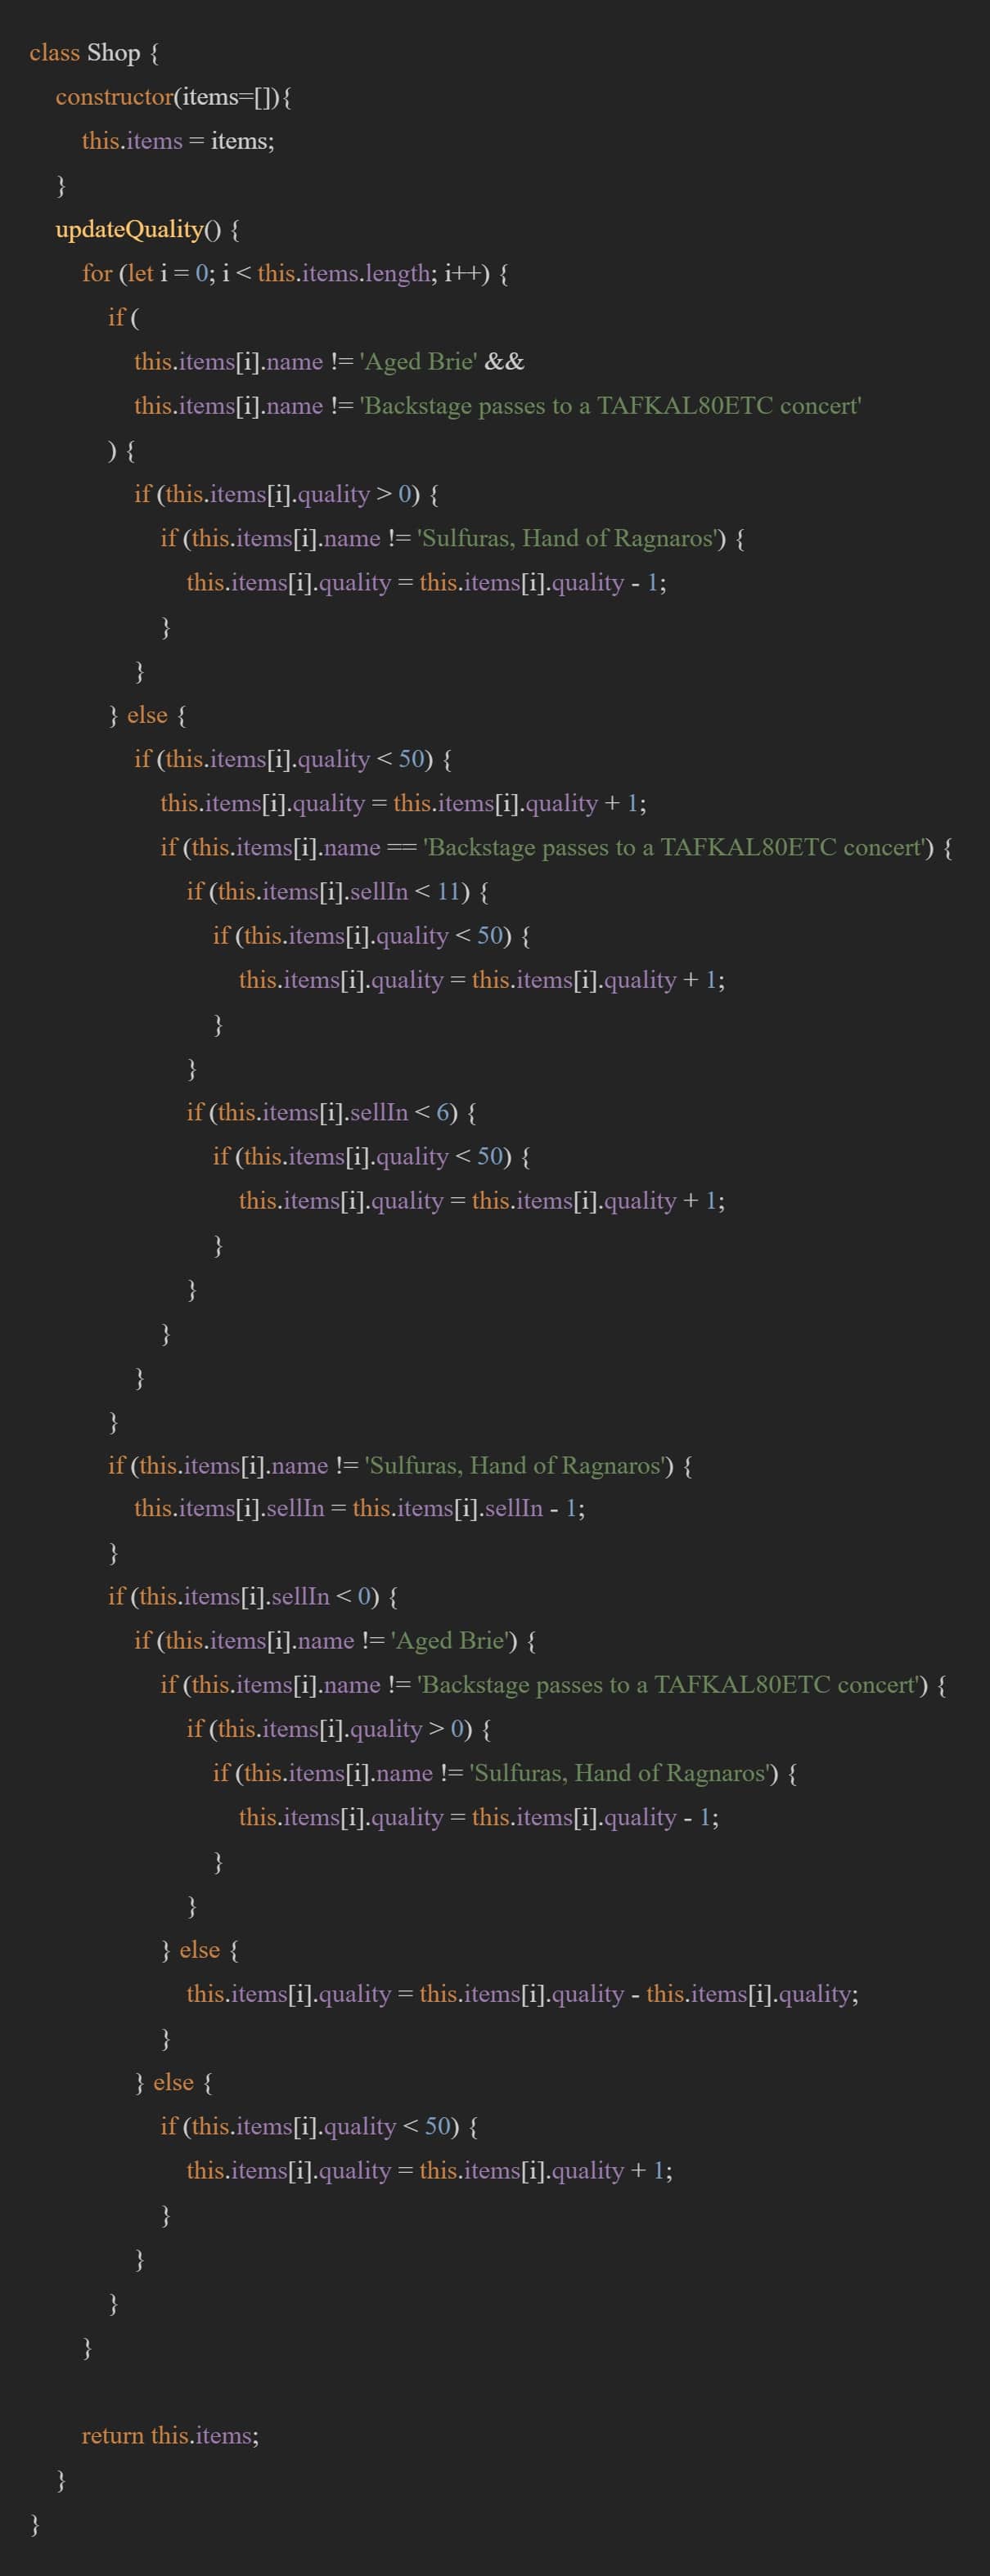 class Shop {
    constructor(items=[]){
        this.items = items;
    }
    updateQuality() {
        for (let i = 0; i < this.items.length; i++) {
            if (
                this.items[i].name != 'Aged Brie' &&
                this.items[i].name != 'Backstage passes to a TAFKAL80ETC concert'
            ) {
                if (this.items[i].quality > 0) {
                    if (this.items[i].name != 'Sulfuras, Hand of Ragnaros') {
                        this.items[i].quality = this.items[i].quality - 1;
                    }
                }
            } else {
                if (this.items[i].quality < 50) {
                    this.items[i].quality = this.items[i].quality + 1;
                    if (this.items[i].name == 'Backstage passes to a TAFKAL80ETC concert') {
                        if (this.items[i].sellIn < 11) {
                            if (this.items[i].quality < 50) {
                                this.items[i].quality = this.items[i].quality + 1;
                            }
                        }
                        if (this.items[i].sellIn < 6) {
                            if (this.items[i].quality < 50) {
                                this.items[i].quality = this.items[i].quality + 1;
                            }
                        }
                    }
                }
            }
            if (this.items[i].name != 'Sulfuras, Hand of Ragnaros') {
                this.items[i].sellIn = this.items[i].sellIn - 1;
            }
            if (this.items[i].sellIn < 0) {
                if (this.items[i].name != 'Aged Brie') {
                    if (this.items[i].name != 'Backstage passes to a TAFKAL80ETC concert') {
                        if (this.items[i].quality > 0) {
                            if (this.items[i].name != 'Sulfuras, Hand of Ragnaros') {
                                this.items[i].quality = this.items[i].quality - 1;
                            }
                        }
                    } else {
                        this.items[i].quality = this.items[i].quality - this.items[i].quality;
                    }
                } else {
                    if (this.items[i].quality < 50) {
                        this.items[i].quality = this.items[i].quality + 1;
                    }
                }
            }
        }

        return this.items;
    }
}